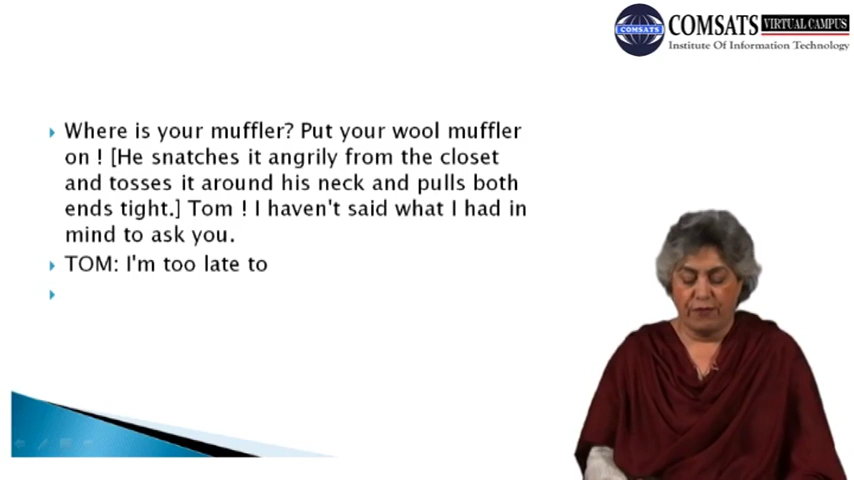 COMSATS VIRTUAL CAMPUS
Institute Of Information Technology
COMSATS
Where is your muffler? Put your wool muffler
on ! [He snatches it angrily from the closet
and tosses it around his neck and pulls both
ends tight.] Tom ! I haven't said what I had in
mind to ask you.
TOM: I'm too late to